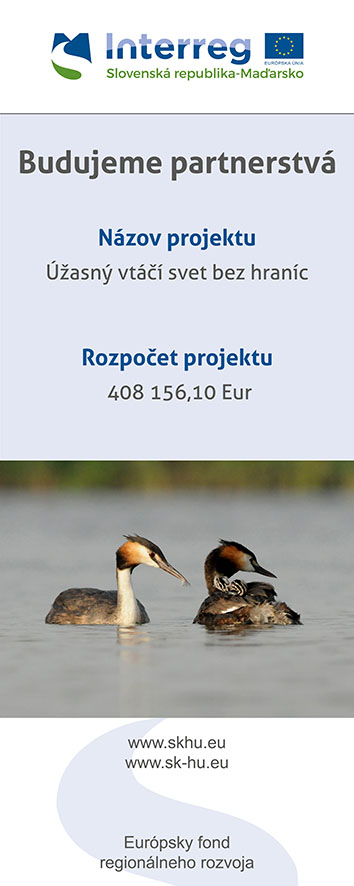 Interreg
EURÓPSKA ÚNIA
Slovenská republika-Maďarsko
Budujeme partnerstvá
Názov projektu
Úžasný vtáčí svet bez hraníc
Rozpočet projektu
408 156,10 Eur
www.skhu.eu
www.sk-hu.eu
Európsky fond
regionálneho rozvoja